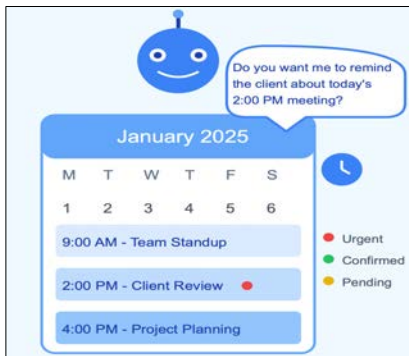 Do you want me to remind
the client about today's
2:00 PM meeting?
January 2025
M T W T F S
1 2 3 4 5 6
9:00 AM - Team Standup
2:00 PM - Client Review
4:00 PM - Project Planning
Urgent
Confirmed
Pending